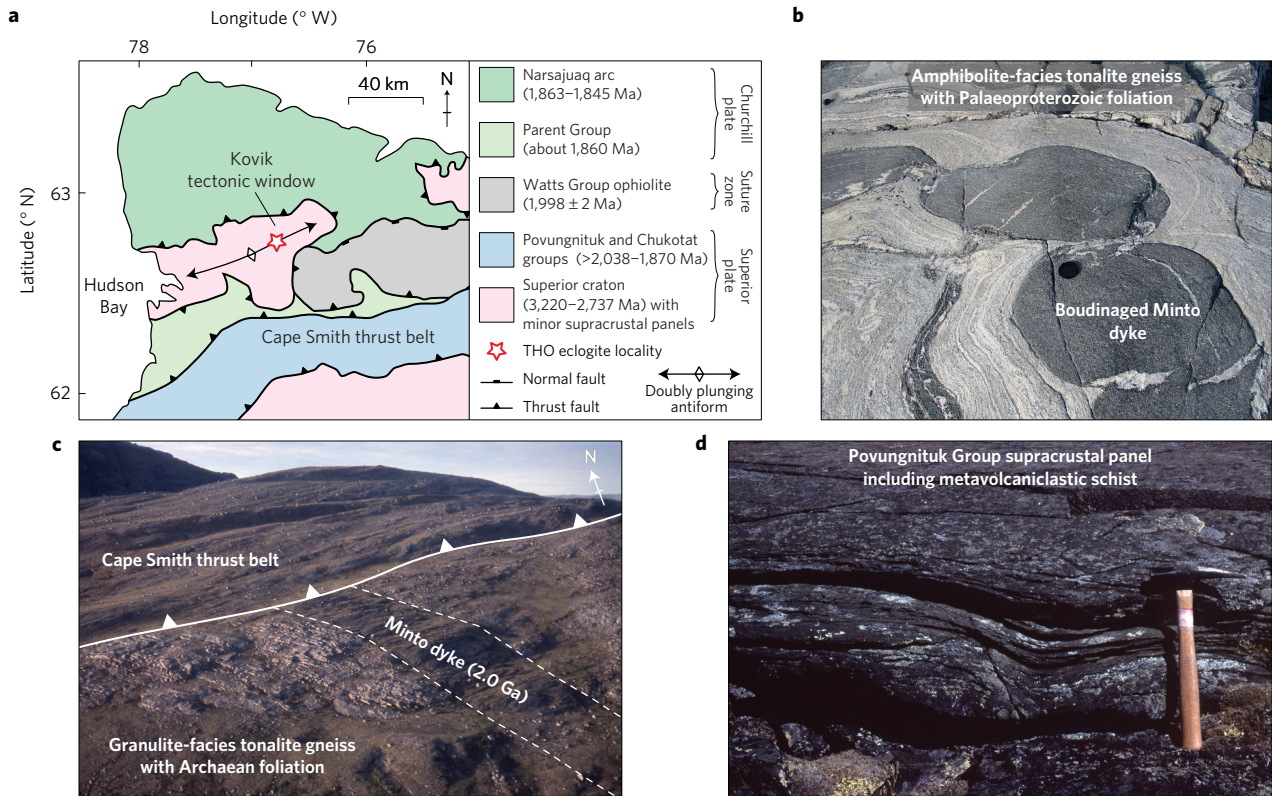 a
Longitude (° W)
78
76
Latitude (° N)
63
62
40 km
N
Kovik
tectonic window
Hudson
Bay
Cape Smith thrust belt
Narsajuaq arc
(1,863–1,845 Ma)
Parent Group
(about 1,860 Ma)
Churchill
plate
Watts Group ophiolite
(1,998 ± 2 Ma)
Suture
zone
Povungnituk and Chukotat
groups (>2,038–1,870 Ma)
Superior craton
(3,220–2,737 Ma) with
minor supracrustal panels
Superior
plate
THO eclogite locality
Normal fault
Thrust fault
Doubly plunging
antiform
b
Amphibolite-facies tonalite gneiss
with Palaeoproterozoic foliation
Boudinaged Minto
dyke
c
N
Cape Smith thrust belt
Minto dyke (2.0 Ga)
Granulite-facies tonalite gneiss
with Archaean foliation
d
Povungnituk Group supracrustal panel
including metavolcaniclastic schist